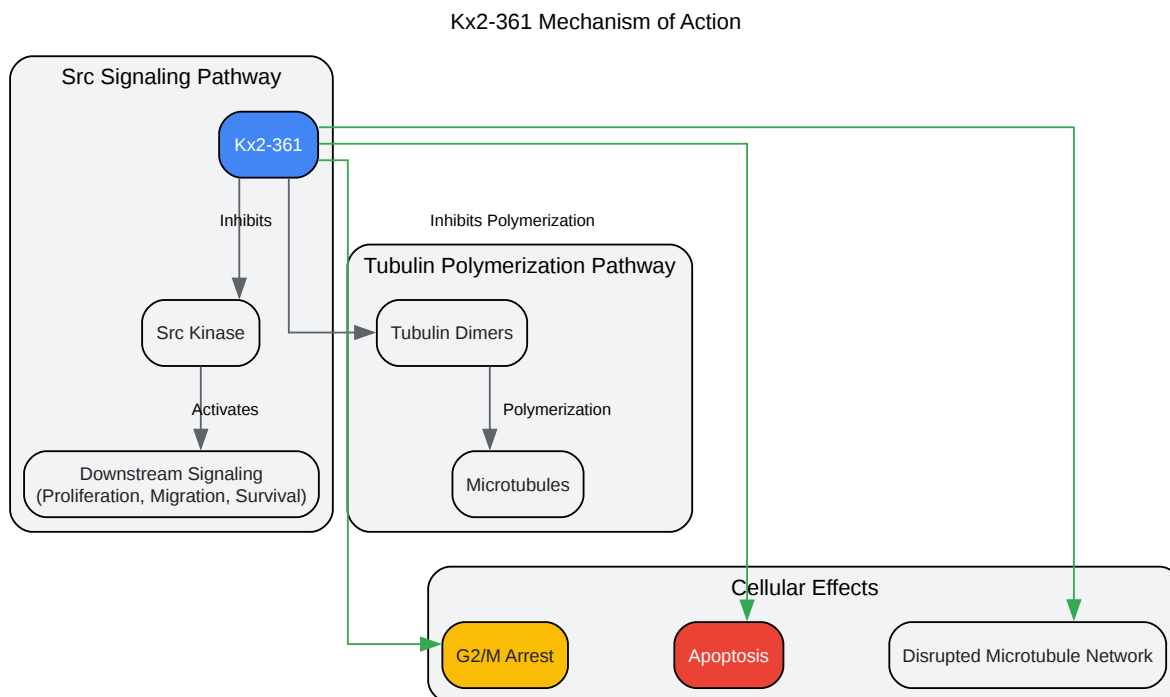 Kx2-361 Mechanism of Action
Src Signaling Pathway
Kx2-361
Inhibits
Inhibits Polymerization
Tubulin Polymerization Pathway
Src Kinase
Tubulin Dimers
Activates
Polymerization
Downstream Signaling
(Proliferation, Migration, Survival)
Microtubules
Cellular Effects
G2/M Arrest
Apoptosis
Disrupted Microtubule Network